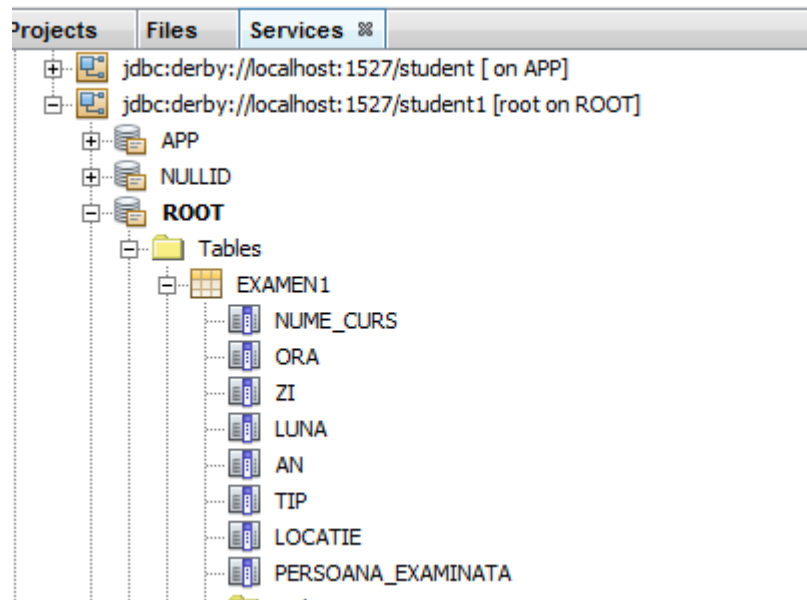 Projects Files Services
jdbc:derby://localhost:1527/student [ on APP]
jdbc:derby://localhost:1527/student1 [root on ROOT]
APP
NULLID
ROOT
Tables
EXAMEN1
NUME_CURS
ORA
ZI
LUNA
AN
TIP
LOCATIE
PERSOANA_EXAMINATA